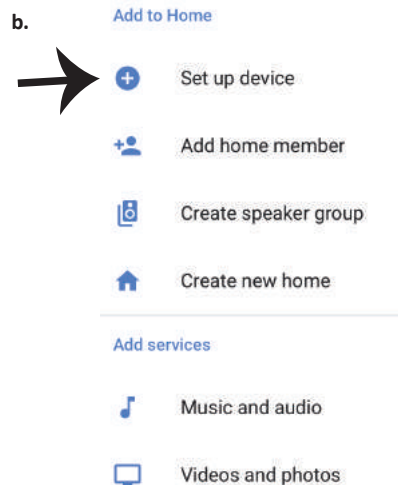 b.
Add to Home
Set up device
Add home member
Create speaker group
Create new home
Add services
Music and audio
Videos and photos